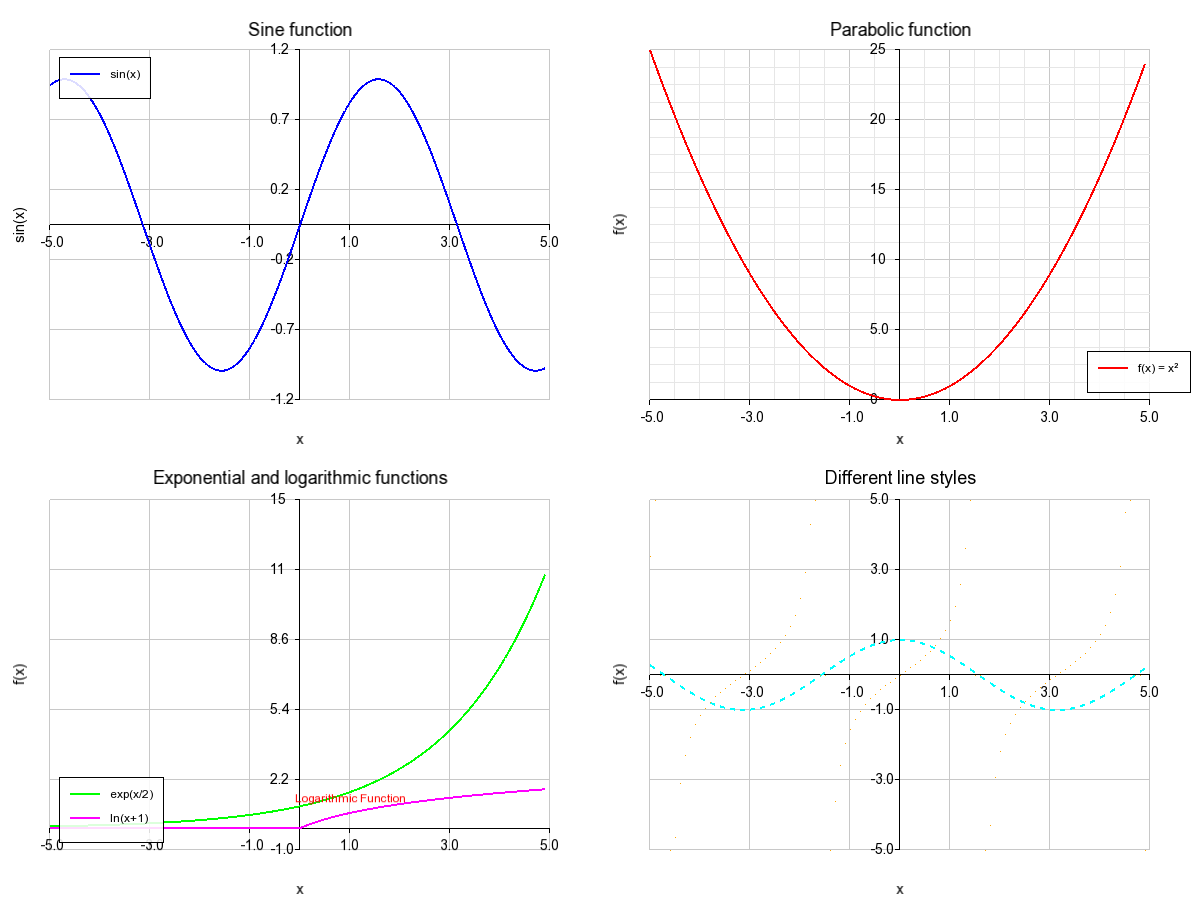 Sine function
1.2
sin(x)
0.7
0.2
sin(x)
-5.0 -3.0 -1.0 1.0 3.0 5.0
-0.2
-0.7
-1.2
x
Parabolic function
25
20
15
f(x)
10
5.0
f(x) = x²
0
-5.0 -3.0 -1.0 1.0 3.0 5.0
x
Exponential and logarithmic functions
15
11
8.6
f(x)
5.4
2.2
exp(x/2)
Logarithmic Function
ln(x+1)
-5.0 -3.0 -1.0 1.0 3.0 5.0
-1.0
x
Different line styles
5.0
3.0
1.0
f(x)
-5.0 -3.0 -1.0 1.0 3.0 5.0
-1.0
-3.0
-5.0
x